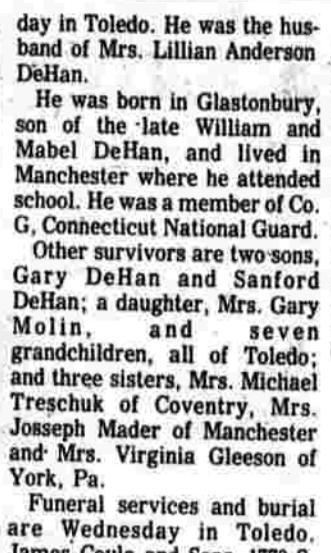 day in Toledo. He was the hus-
band of Mrs. Lillian Anderson
DeHan.
He was born in Glastonbury,
son of the late William and
Mabel DeHan, and lived in
Manchester where he attended
school. He was a member of Co.
G, Connecticut National Guard.
Other survivors are two sons,
Gary DeHan and Sanford
DeHan; a daughter, Mrs. Gary
Molin, and seven
grandchildren, all of Toledo;
and three sisters, Mrs. Michael
Treschuk of Coventry, Mrs.
Josseph Mader of Manchester
and Mrs. Virginia Gleeson of
York, Pa.
Funeral services and burial
are Wednesday in Toledo.
James